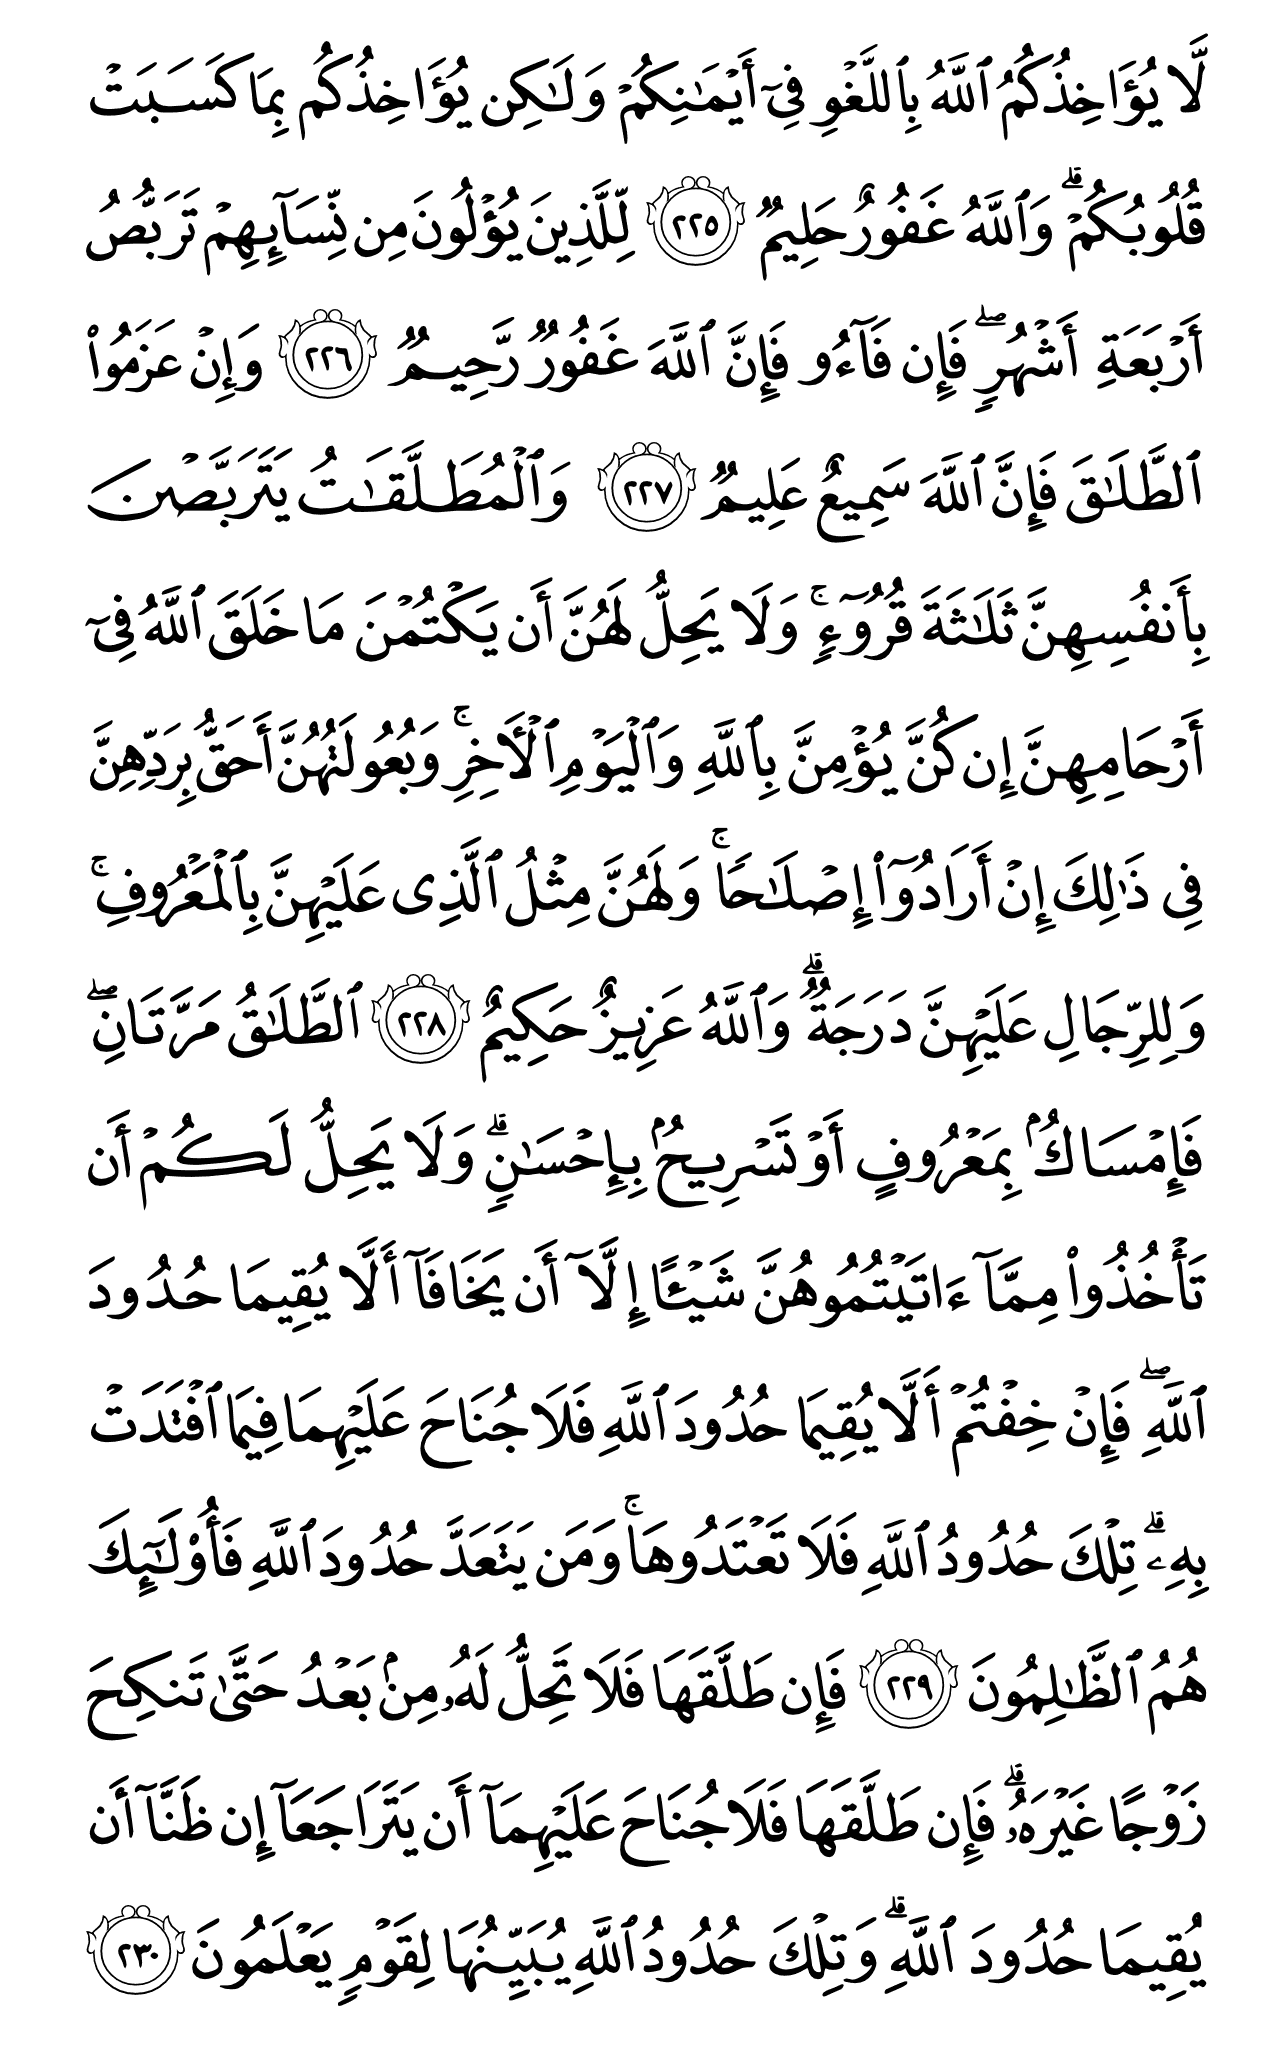 لَّا يُؤَاخِذُكُمُ ٱللَّهُ بِٱللَّغۡوِ فِيٓ أَيۡمَٰنِكُمۡ وَلَٰكِن يُؤَاخِذُكُم بِمَا كَسَبَتۡ
قُلُوبُكُمۡۗ وَٱللَّهُ غَفُورٌ حَلِيمٞ ٢٢٥ لِّلَّذِينَ يُؤۡلُونَ مِن نِّسَآئِهِمۡ تَرَبُّصُ
أَرۡبَعَةِ أَشۡهُرٖۖ فَإِن فَآءُو فَإِنَّ ٱللَّهَ غَفُورٞ رَّحِيمٞ ٢٢٦ وَإِنۡ عَزَمُواْ
ٱلطَّلَٰقَ فَإِنَّ ٱللَّهَ سَمِيعٌ عَلِيمٞ ٢٢٧ وَٱلۡمُطَلَّقَٰتُ يَتَرَبَّصۡنَ
بِأَنفُسِهِنَّ ثَلَٰثَةَ قُرُوٓءٖۚ وَلَا يَحِلُّ لَهُنَّ أَن يَكۡتُمۡنَ مَا خَلَقَ ٱللَّهُ فِيٓ
أَرۡحَامِهِنَّ إِن كُنَّ يُؤۡمِنَّ بِٱللَّهِ وَٱلۡيَوۡمِ ٱلۡأٓخِرِۚ وَبُعُولَتُهُنَّ أَحَقُّ بِرَدِّهِنَّ
فِي ذَٰلِكَ إِنۡ أَرَادُوٓاْ إِصۡلَٰحٗاۚ وَلَهُنَّ مِثۡلُ ٱلَّذِي عَلَيۡهِنَّ بِٱلۡمَعۡرُوفِۚ
وَلِلرِّجَالِ عَلَيۡهِنَّ دَرَجَةٞۗ وَٱللَّهُ عَزِيزٌ حَكِيمٌ ٢٢٨ ٱلطَّلَٰقُ مَرَّتَانِۖ
فَإِمۡسَاكُۢ بِمَعۡرُوفٍ أَوۡ تَسۡرِيحُۢ بِإِحۡسَٰنٖۗ وَلَا يَحِلُّ لَكُمۡ أَن
تَأۡخُذُواْ مِمَّآ ءَاتَيۡتُمُوهُنَّ شَيۡـًٔا إِلَّآ أَن يَخَافَآ أَلَّا يُقِيمَا حُدُودَ
ٱللَّهِۖ فَإِنۡ خِفۡتُمۡ أَلَّا يُقِيمَا حُدُودَ ٱللَّهِ فَلَا جُنَاحَ عَلَيۡهِمَا فِيمَا ٱفۡتَدَتۡ
بِهِۦۗ تِلۡكَ حُدُودُ ٱللَّهِ فَلَا تَعۡتَدُوهَاۚ وَمَن يَتَعَدَّ حُدُودَ ٱللَّهِ فَأُوْلَٰٓئِكَ
هُمُ ٱلظَّٰلِمُونَ ٢٢٩ فَإِن طَلَّقَهَا فَلَا تَحِلُّ لَهُۥ مِنۢ بَعۡدُ حَتَّىٰ تَنكِحَ
زَوۡجًا غَيۡرَهُۥۗ فَإِن طَلَّقَهَا فَلَا جُنَاحَ عَلَيۡهِمَآ أَن يَتَرَاجَعَآ إِن ظَنَّآ أَن
يُقِيمَا حُدُودَ ٱللَّهِۗ وَتِلۡكَ حُدُودُ ٱللَّهِ يُبَيِّنُهَا لِقَوۡمٖ يَعۡلَمُونَ ٢٣٠